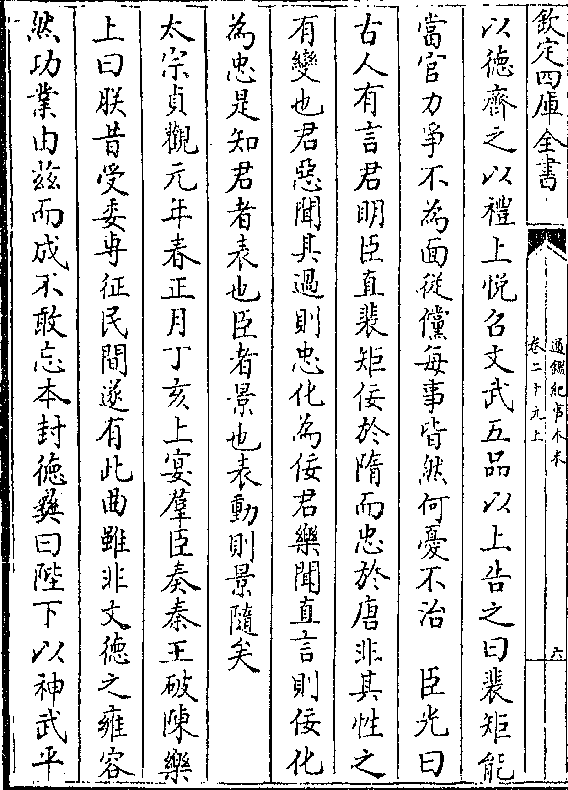 欽定四庫全書
通鑑紀事本末
卷二十九上
六
以德齊之以禮上悅召文武五品以上告之曰裴矩能
當官力爭不為面從儻每事皆然何憂不治　臣光曰
古人有言君明臣直裴矩佞於隋而忠於唐非其性之
有變也君惡聞其過則忠化為佞君樂聞直言則佞化
為忠是知君者表也臣者景也表動則景隨矣
太宗貞觀元年春正月丁亥上宴羣臣奏秦王破陳樂
上曰朕昔受委專征民間遂有此曲雖非文德之雍容
然功業由茲而成不敢忘本封德彞曰陛下以神武平